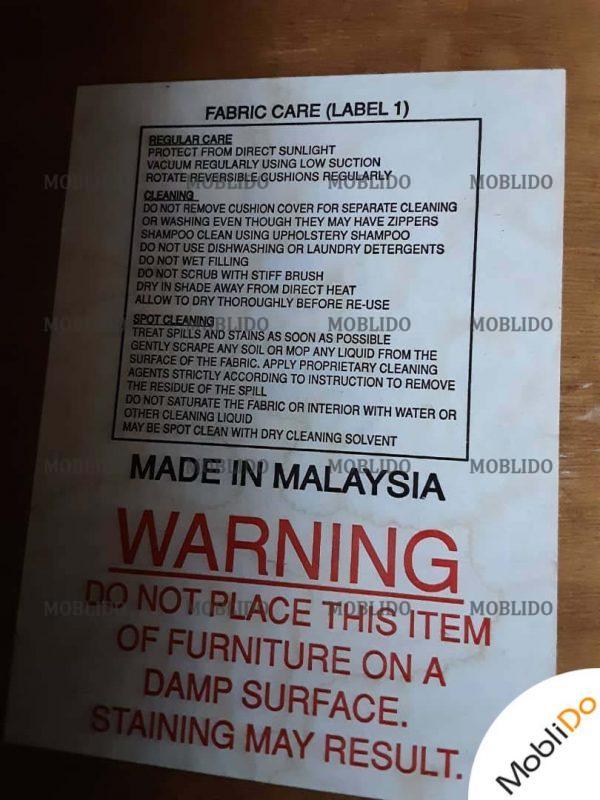 FABRIC CARE (LABEL 1)
REGULAR CARE
PROTECT FROM DIRECT SUNLIGHT
VACUUM REGULARLY USING LOW SUCTION
ROTATE REVERSIBLE CUSHIONS REGULARLY
MOBLIDO MOBLIDO MOBLIDO MOBLIDO
CLEANING
DO NOT REMOVE CUSHION COVER FOR SEPARATE CLEANING
OR WASHING EVEN THOUGH THEY MAY HAVE ZIPPERS
SHAMPOO CLEAN USING UPHOLSTERY SHAMPOO
DO NOT USE DISHWASHING OR LAUNDRY DETERGENTS
DO NOT WET FILLING
DO NOT SCRUB WITH STIFF BRUSH
DRY IN SHADE AWAY FROM DIRECT HEAT
ALLOW TO DRY THOROUGHLY BEFORE RE-USE
MOBLIDO MOBLIDO MOBLIDO MOBLIDO
SPOT CLEANING
TREAT SPILLS AND STAINS AS SOON AS POSSIBLE
GENTLY SCRAPE ANY SOIL OR MOP ANY LIQUID FROM THE
SURFACE OF THE FABRIC. APPLY PROPRIETARY CLEANING
AGENTS STRICTLY ACCORDING TO INSTRUCTION TO REMOVE
THE RESIDUE OF THE SPILL
DO NOT SATURATE THE FABRIC OR INTERIOR WITH WATER OR
OTHER CLEANING LIQUID
MAY BE SPOT CLEAN WITH DRY CLEANING SOLVENT
MOBLIDO MOBLIDO MOBLIDO MOBLIDO
MADE IN MALAYSIA
WARNING
DO NOT PLACE THIS ITEM
MOBLIDO MOBLIDO MOBLIDO MOBLIDO
OF FURNITURE ON A
DAMP SURFACE.
STAINING MAY RESULT.
MobliDo